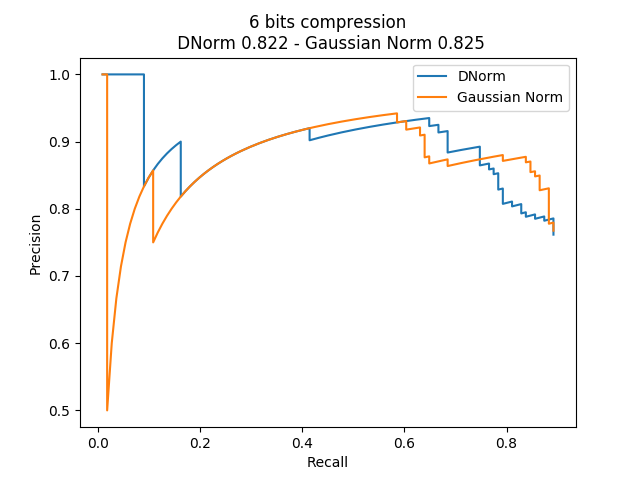 6 bits compression
DNorm 0.822 - Gaussian Norm 0.825
DNorm
Gaussian Norm
1.0
0.9
0.8
0.7
0.6
0.5
Precision
0.0
0.2
0.4
0.6
0.8
Recall